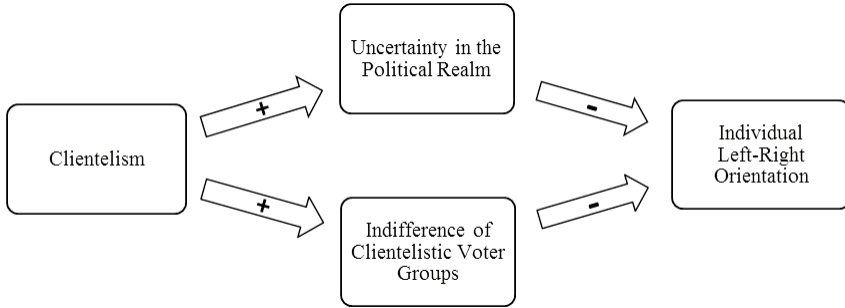 Uncertainty in the
Political Realm
+
-
Clientelism
Individual
Left-Right
Orientation
+
-
Indifference of
Clientelistic Voter
Groups